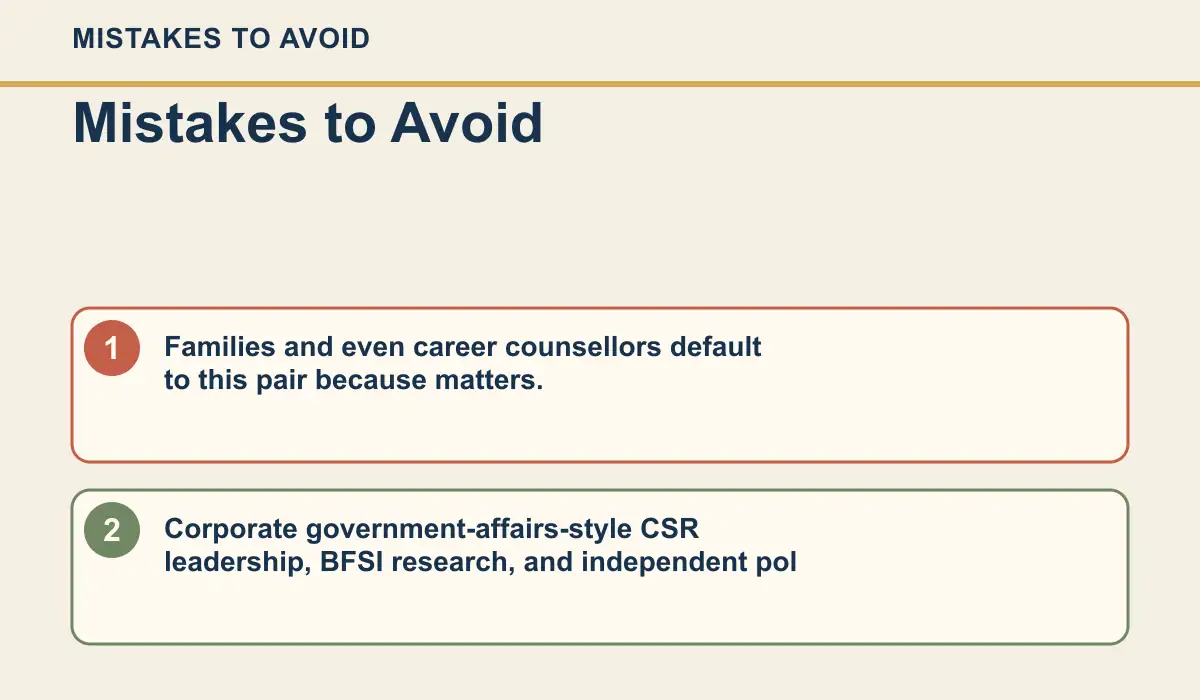 MISTAKES TO AVOID
Mistakes to Avoid
1
Families and even career counsellors default
to this pair because matters.
2
Corporate government-affairs-style CSR
leadership, BFSI research, and independent pol